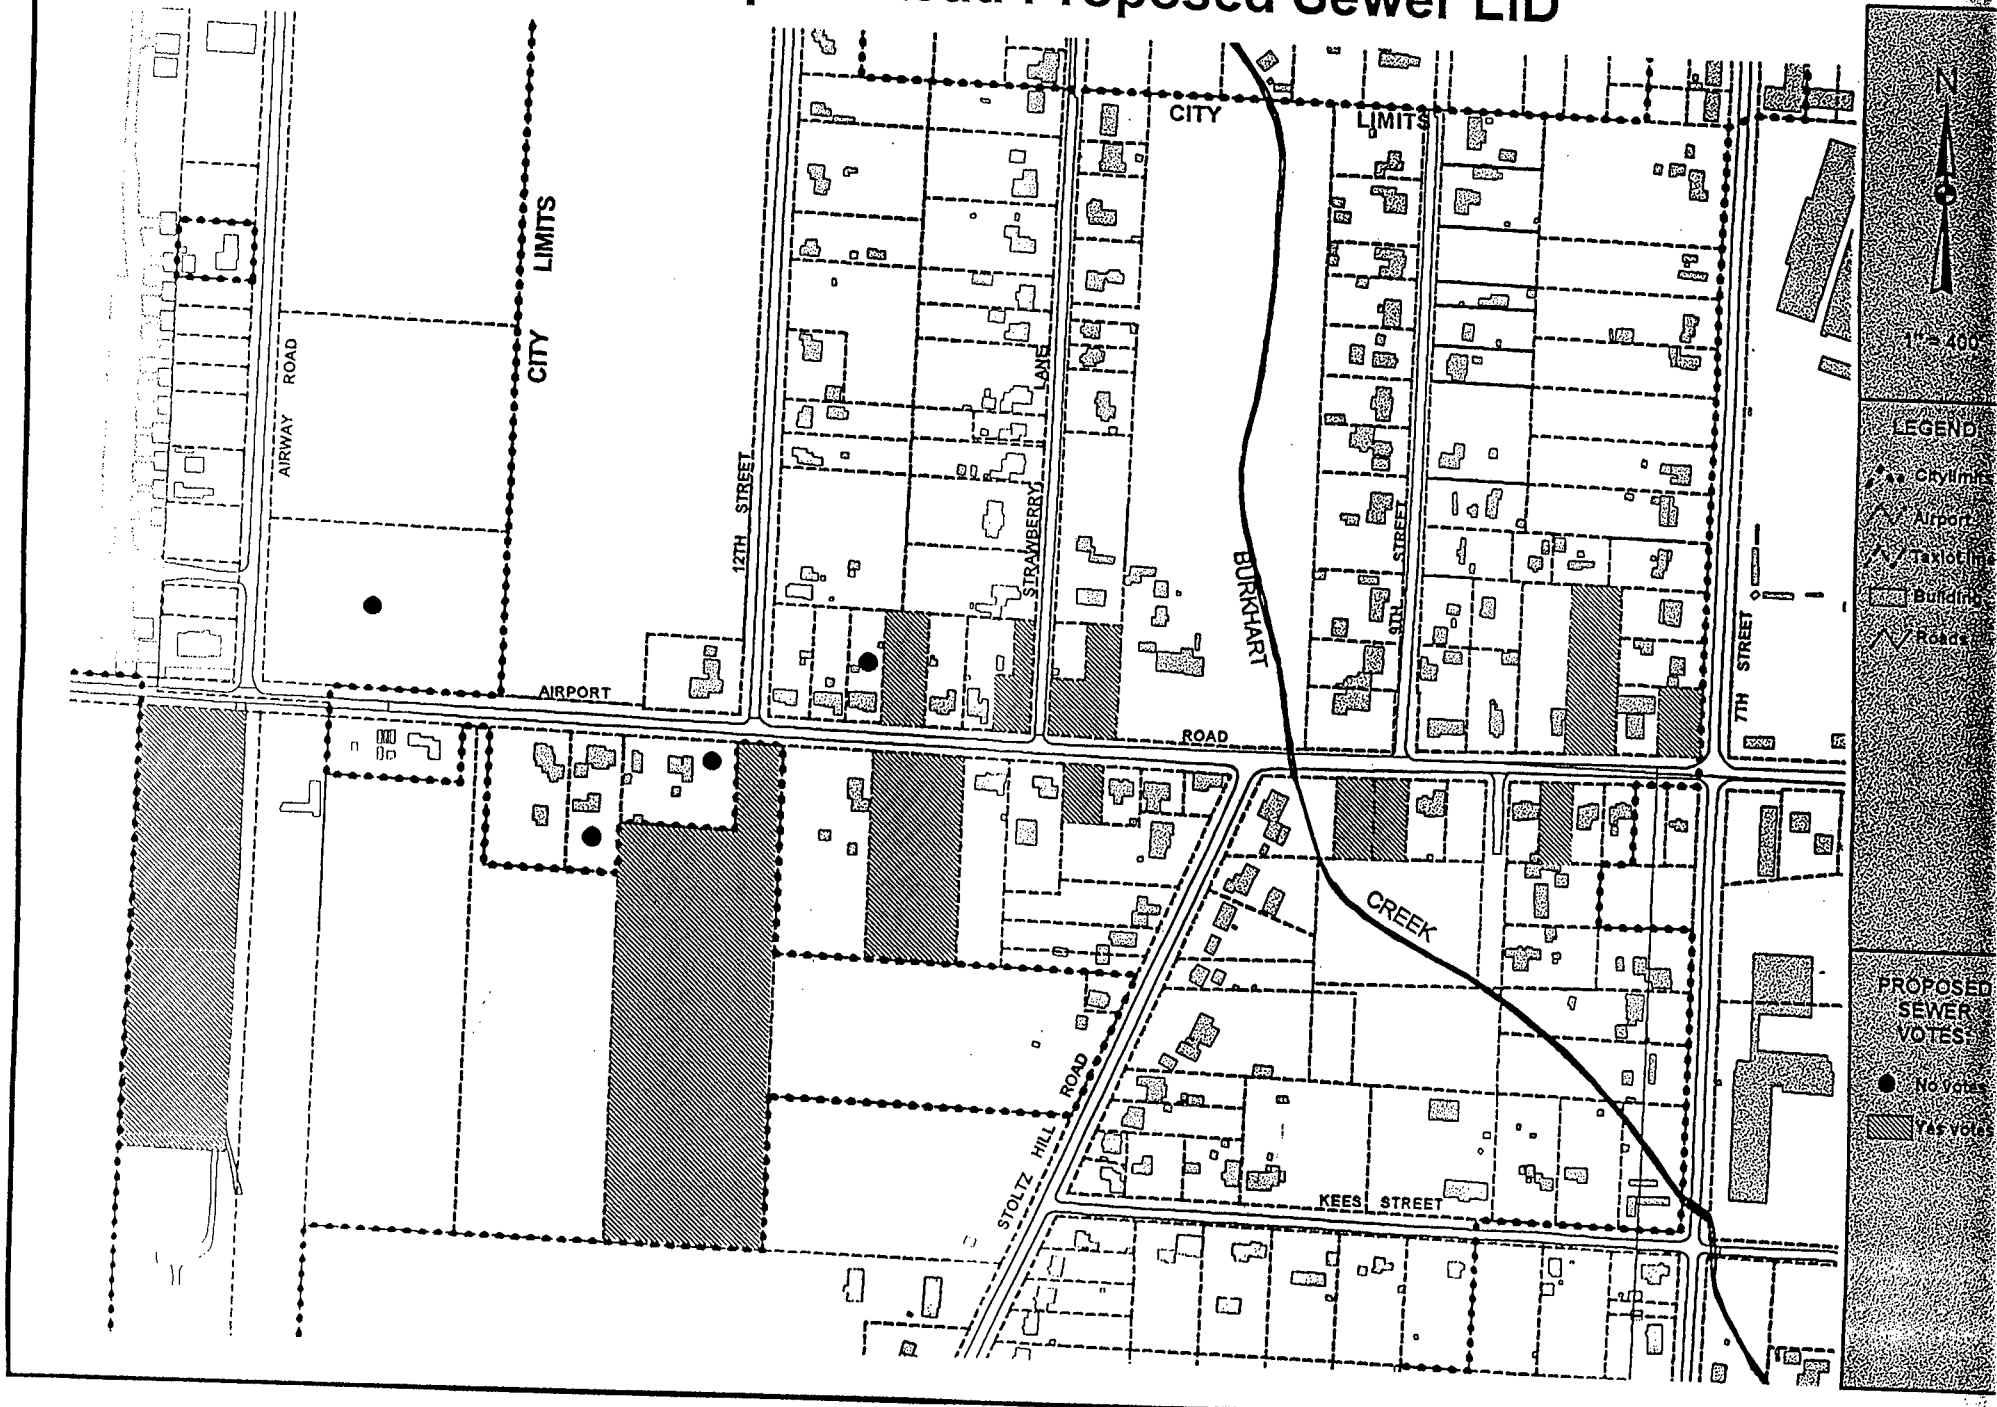 Proposed Sewer LID
CITY LIMITS
CITY LIMITS
AIRWAY ROAD
12TH STREET
STRAWBERRY LANE
BURKHART
CREEK
9TH STREET
7TH STREET
AIRPORT
ROAD
STOLTZ HILL ROAD
KEES STREET
N
1" = 400'
LEGEND
Citylimits
Airport
Taxlot line
Building
Roads
PROPOSED
SEWER
VOTES:
No votes
Yes votes